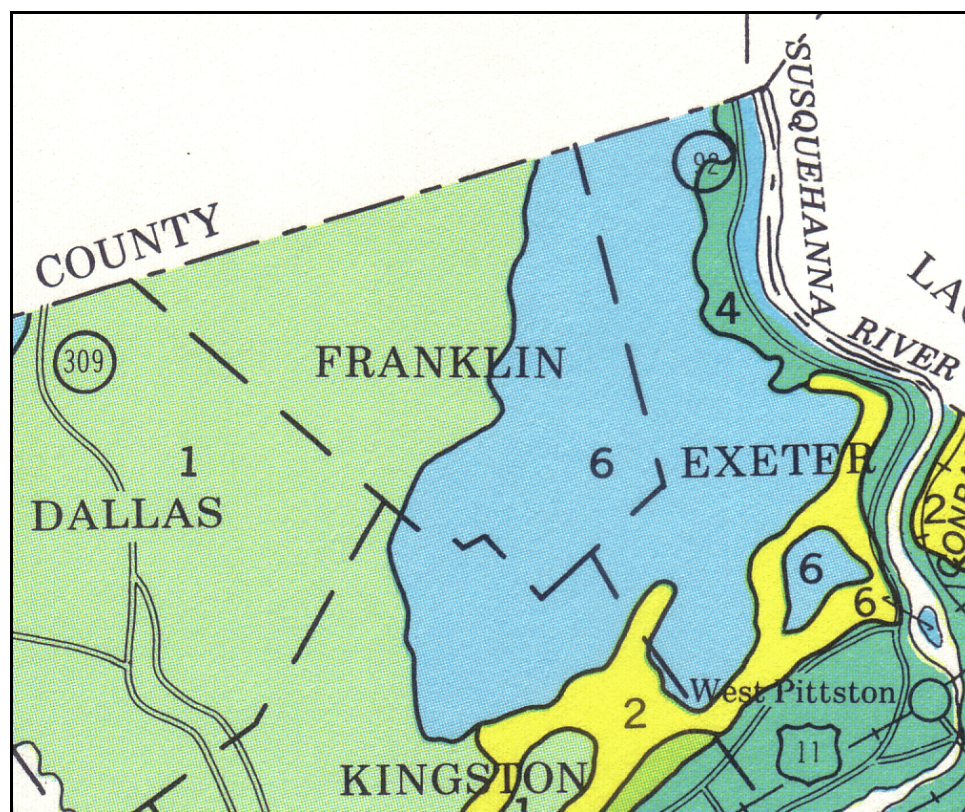 SUSQUEHANNA
92
COUNTY
4
RIVER
309
FRANKLIN
1
6
EXETER
2
DALLAS
6
6
West Pittston
2
11
KINGSTON
1